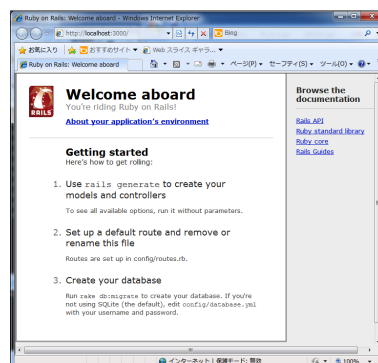 Ruby on Rails: Welcome aboard - Windows Internet Explorer
http://localhost:3000/
Bing
お気に入り
おすすめサイト
Web スライス ギャラ...
Ruby on Rails: Welcome aboard
ページ(P)
セーフティ(S)
ツール(O)
RAILS
Welcome aboard
You're riding Ruby on Rails!
About your application's environment
Getting started
Here's how to get rolling:
1. Use rails generate to create your
models and controllers
To see all available options, run it without parameters.
2. Set up a default route and remove or
rename this file
Routes are set up in config/routes.rb.
3. Create your database
Run rake db:migrate to create your database. If you're
not using SQLite (the default), edit config/database.yml
with your username and password.
Browse the
documentation
Rails API
Ruby standard library
Ruby core
Rails Guides
インターネット | 保護モード: 無効
100%